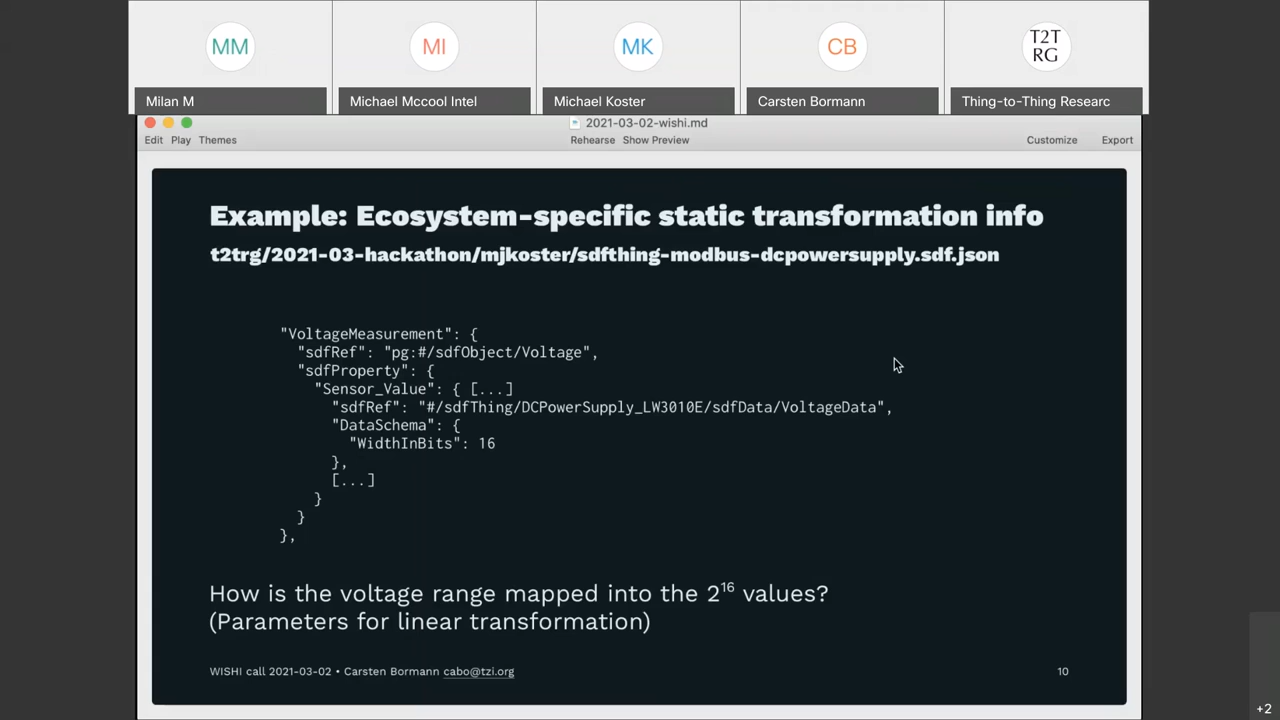 MM
MI
MK
CB
T2T
RG
Milan M
Michael Mccool Intel
Michael Koster
Carsten Bormann
Thing-to-Thing Researc
2021-03-02-wishi.md
Edit Play Themes
Rehearse Show Preview
Customize Export
Example: Ecosystem-specific static transformation info
t2trg/2021-03-hackathon/mjkoster/sdfthing-modbus-dcpowersupply.sdf.json
"VoltageMeasurement": {
"sdfRef": "pg:#/sdfObject/Voltage",
"sdfProperty": {
"Sensor_Value": { [...]
"sdfRef": "#/sdfThing/DCPowerSupply_LW3010E/sdfData/VoltageData",
"DataSchema": {
"WidthInBits": 16
},
[...]
}
}
},
How is the voltage range mapped into the 2¹⁶ values?
(Parameters for linear transformation)
WISHI call 2021-03-02 • Carsten Bormann cabo@tzi.org
10
+2